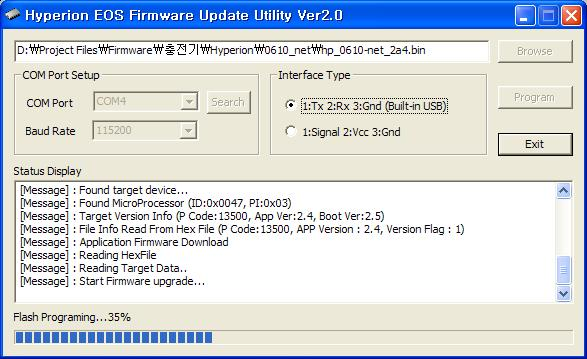 Hyperion EOS Firmware Update Utility Ver2.0
D:₩Project Files₩Firmware₩충전기₩Hyperion₩0610_net₩hp_0610-net_2a4.bin
Browse
COM Port Setup
Interface Type
COM Port
COM4
Search
1:Tx 2:Rx 3:Gnd (Built-in USB)
Program
Baud Rate
115200
1:Signal 2:Vcc 3:Gnd
Exit
Status Display
[Message] : Found target device...
[Message] : Found MicroProcessor (ID:0x0047, PI:0x03)
[Message] : Target Version Info (P Code:13500, App Ver:2.4, Boot Ver:2.5)
[Message] : File Info Read From Hex File (P Code:13500, APP Version : 2.4, Version Flag : 1)
[Message] : Application Firmware Download
[Message] : Reading HexFile
[Message] : Reading Target Data..
[Message] : Start Firmware upgrade...
Flash Programing...35%